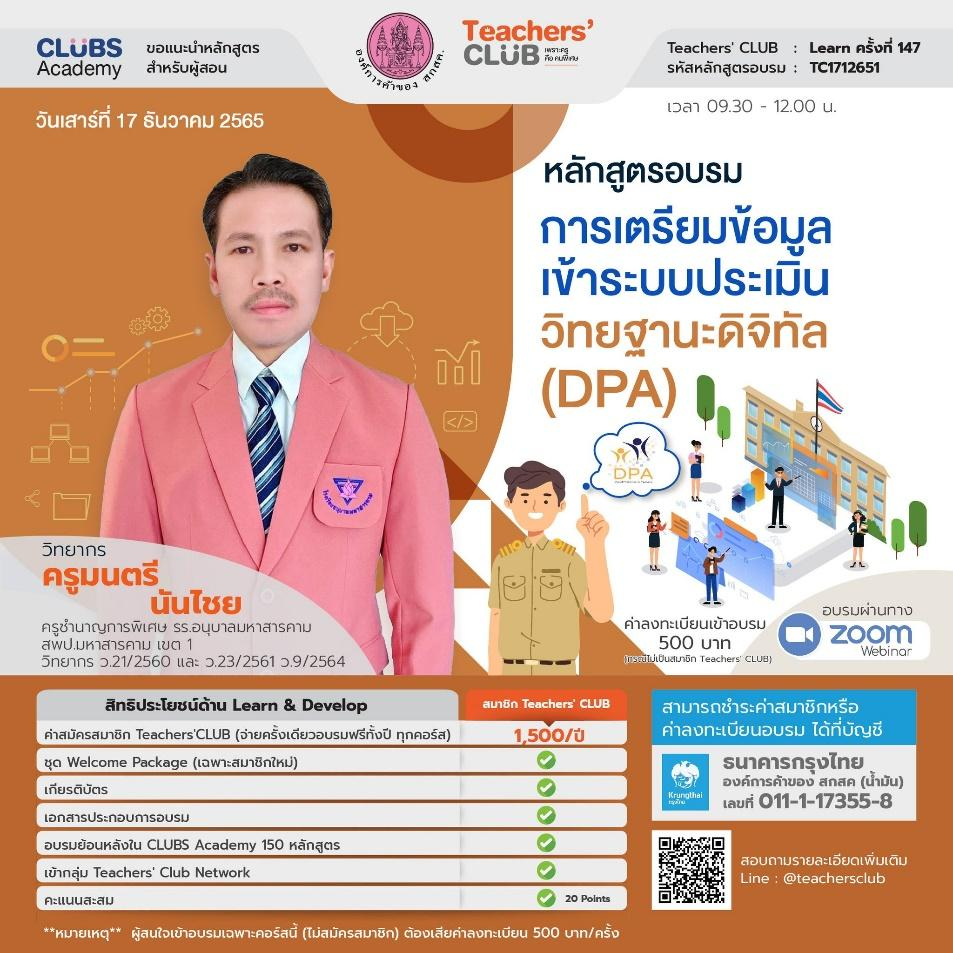 CLUBS
Academy
ขอแนะนำหลักสูตร
สำหรับผู้สอน
องค์การค้าของ สกสค.
Teachers'
CLUB
เพราะครู
คือ คนพิเศษ
Teachers' CLUB : Learn ครั้งที่ 147
รหัสหลักสูตรอบรม : TC1712651
เวลา 09.30 - 12.00 น.
วันเสาร์ที่ 17 ธันวาคม 2565
หลักสูตรอบรม
การเตรียมข้อมูล
เข้าระบบประเมิน
วิทยฐานะดิจิทัล
(DPA)
DPA
วิทยากร
ครูมนตรี
นันไชย
ครูชำนาญการพิเศษ รร.อนุบาลมหาสารคาม
สพป.มหาสารคาม เขต 1
วิทยากร ว.21/2560 และ ว.23/2561 ว.9/2564
ค่าลงทะเบียนเข้าอบรม
500 บาท
(กรณีไม่เป็นสมาชิก Teachers' CLUB)
อบรมผ่านทาง
zoom
Webinar
สิทธิประโยชน์ด้าน Learn & Develop
สมาชิก Teachers' CLUB
ค่าสมัครสมาชิก Teachers'CLUB (จ่ายครั้งเดียวอบรมฟรีทั้งปี ทุกคอร์ส)
1,500/ปี
ชุด Welcome Package (เฉพาะสมาชิกใหม่)
เกียรติบัตร
เอกสารประกอบการอบรม
อบรมย้อนหลังใน CLUBS Academy 150 หลักสูตร
เข้ากลุ่ม Teachers' Club Network
คะแนนสะสม
20 Points
**หมายเหตุ** ผู้สนใจเข้าอบรมเฉพาะคอร์สนี้ (ไม่สมัครสมาชิก) ต้องเสียค่าลงทะเบียน 500 บาท/ครั้ง
สามารถชำระค่าสมาชิกหรือ
ค่าลงทะเบียนอบรม ได้ที่บัญชี
Krungthai
กรุงไทย
ธนาคารกรุงไทย
องค์การค้าของ สกสค (น้ำมัน)
เลขที่ 011-1-17355-8
สอบถามรายละเอียดเพิ่มเติม
Line : @teachersclub